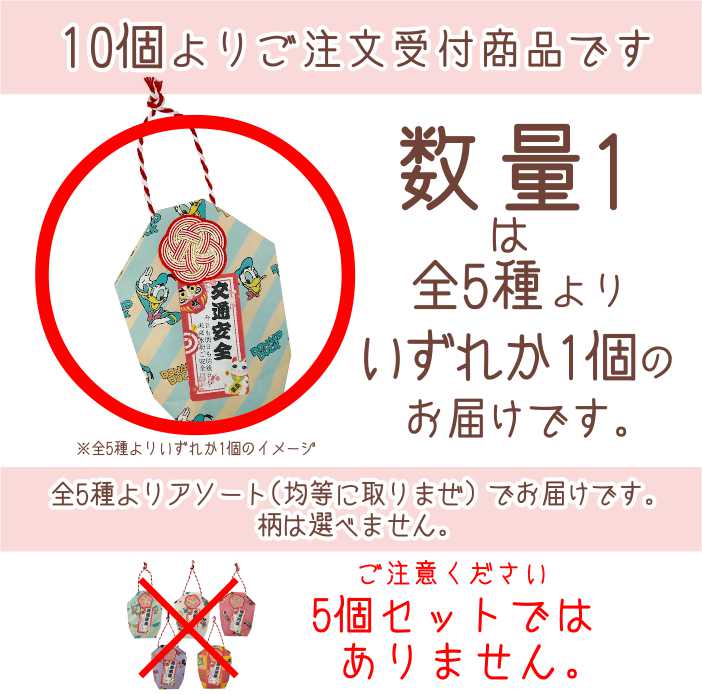 10個よりご注文受付商品です
数量1
は
全5種より
いずれか1個の
お届けです。
交通安全
※全5種よりいずれか1個のイメージ
全5種よりアソート(均等に取りまぜ)でお届けです。
柄は選べません。
ご注意ください
5個セットでは
ありません。